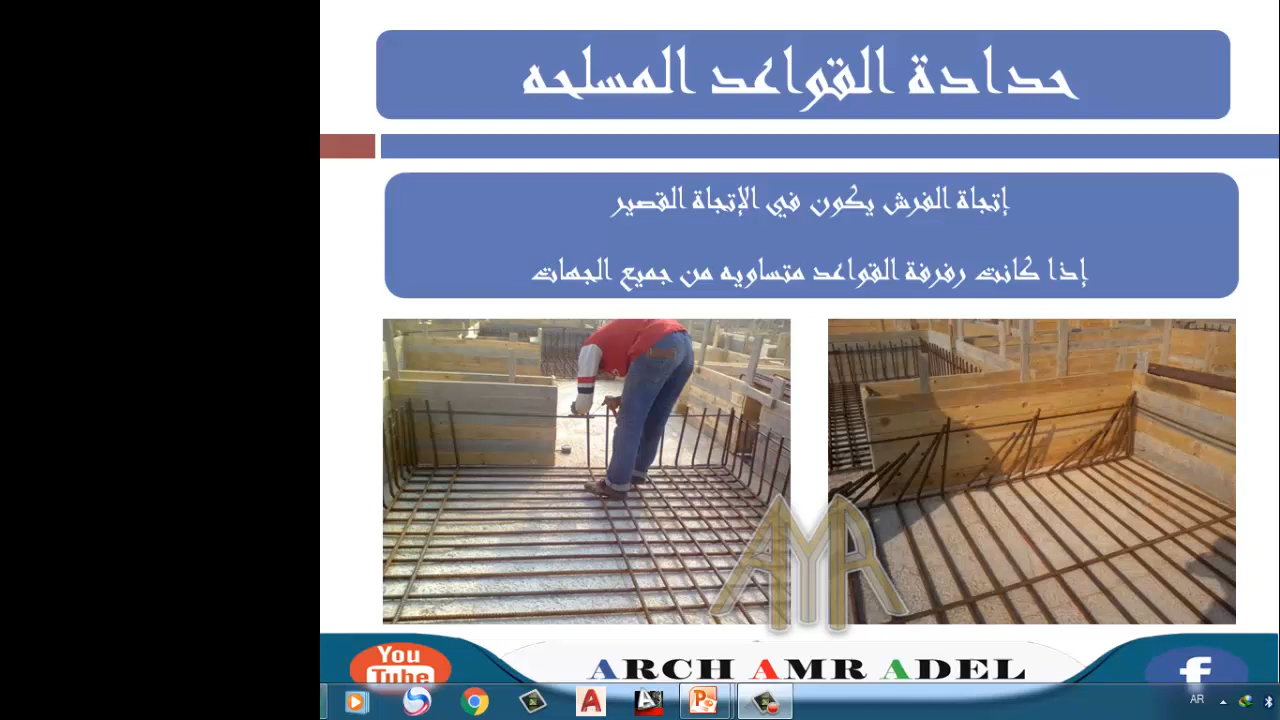 حدادة القواعد المسلحه
إتجاة الفرش يكون في الإتجاة القصير
إذا كانت رفرفة القواعد متساويه من جميع الجهات
AYR
You
Tube
ARCH AMR ADEL
f
AR